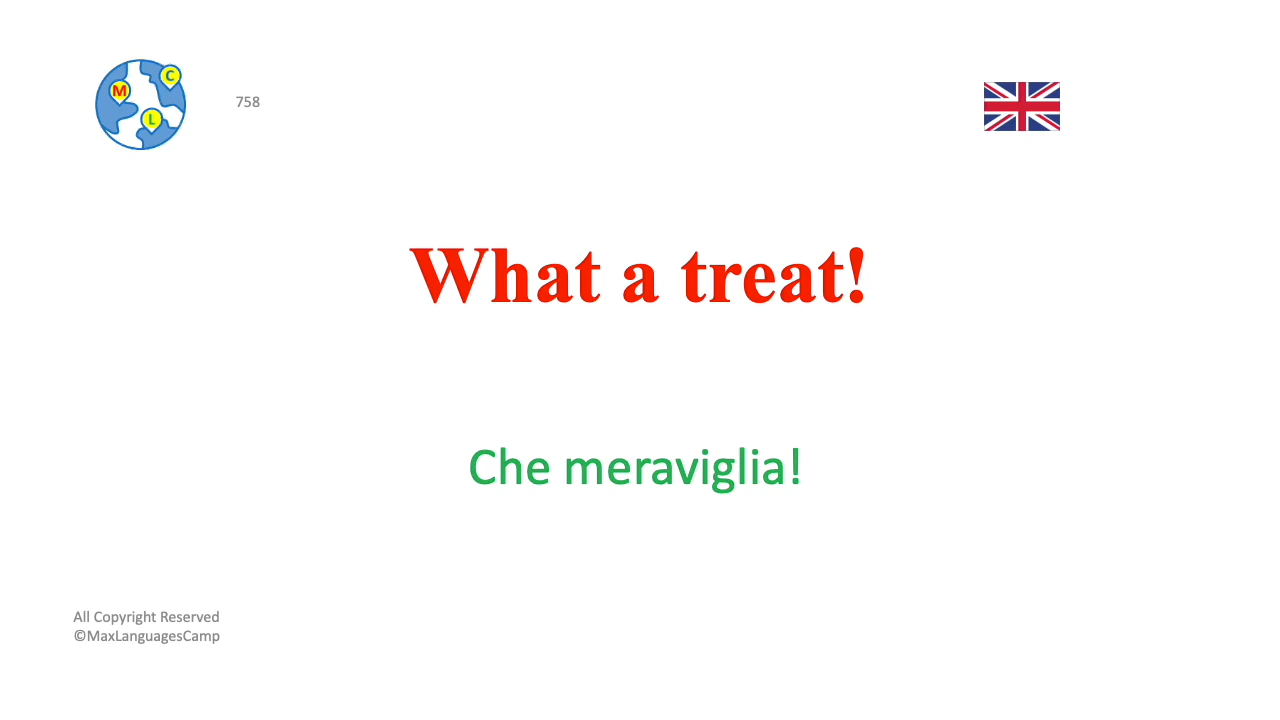 C
M
L
758
What a treat!
Che meraviglia!
All Copyright Reserved
©MaxLanguagesCamp